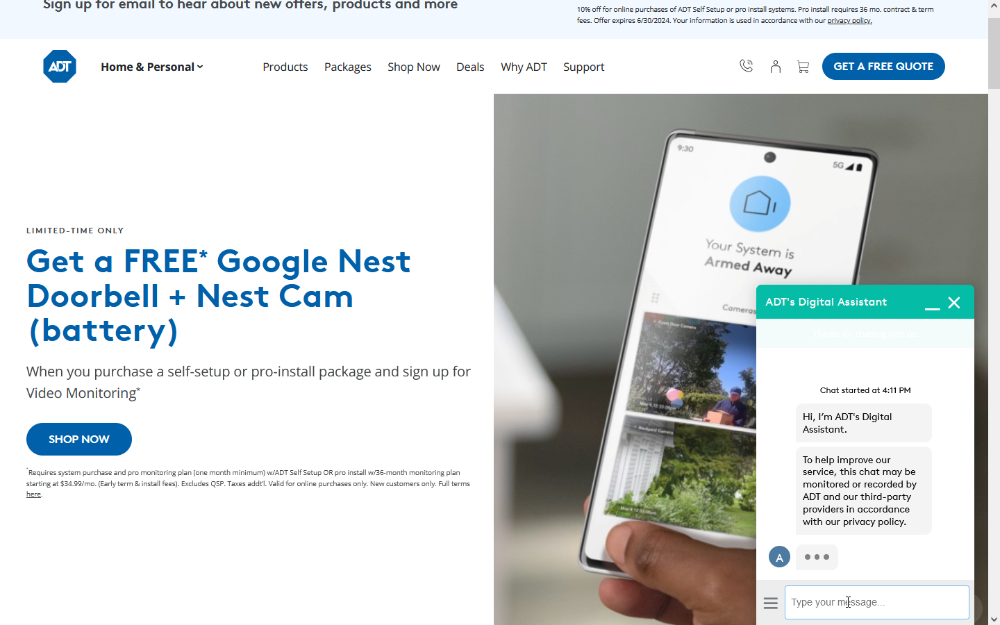 Sign up for email to hear about new offers, products and more
10% off for online purchases of ADT Self Setup or pro install systems. Pro install requires 36 mo. contract & term
fees. Offer expires 6/30/2024. Your information is used in accordance with our privacy policy.
ADT
Home & Personal
Products
Packages
Shop Now
Deals
Why ADT
Support
GET A FREE QUOTE
LIMITED-TIME ONLY
Get a FREE* Google Nest
Doorbell + Nest Cam
(battery)
When you purchase a self-setup or pro-install package and sign up for
Video Monitoring*
SHOP NOW
*Requires system purchase and pro monitoring plan (one month minimum) w/ADT Self Setup OR pro install w/36-month monitoring plan
starting at $34.99/mo. (Early term & install fees). Excludes QSP. Taxes addt'l. Valid for online purchases only. New customers only. Full terms
here.
9:30
5G
Your System is
Armed Away
Cameras
Front Door Camera
Backyard Camera
ADT's Digital Assistant
Thanks for chatting with us
Chat started at 4:11 PM
Hi, I'm ADT's Digital
Assistant.
To help improve our
service, this chat may be
monitored or recorded by
ADT and our third-party
providers in accordance
with our privacy policy.
A
Type your message...